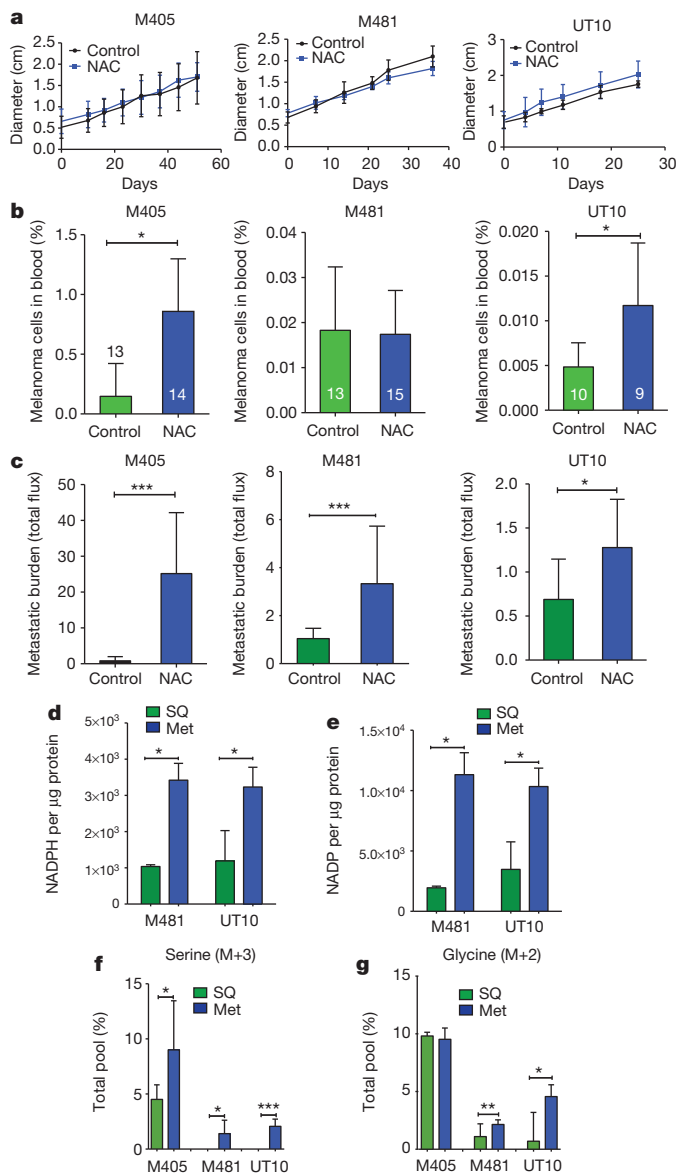 a
M405
M481
UT10
Diameter (cm)
2.5
2.0
1.5
1.0
0.5
0.0
Control
NAC
0
20
40
60
Days
Diameter (cm)
2.5
2.0
1.5
1.0
0.5
0.0
Control
NAC
0
10
20
30
40
Days
Diameter (cm)
3
2
1
0
Control
NAC
0
10
20
30
Days
b
M405
M481
UT10
Melanoma cells in blood (%)
1.5
1.0
0.5
0.0
*
13
14
Control
NAC
Melanoma cells in blood (%)
0.04
0.03
0.02
0.01
0.00
13
15
Control
NAC
Melanoma cells in blood (%)
0.020
0.015
0.010
0.005
0.000
*
10
9
Control
NAC
c
M405
M481
UT10
Metastatic burden (total flux)
50
40
30
20
10
0
***
Control
NAC
Metastatic burden (total flux)
8
6
4
2
0
***
Control
NAC
Metastatic burden (total flux)
2.0
1.5
1.0
0.5
0.0
*
Control
NAC
d
SQ
Met
NADPH per µg protein
5×10³
4×10³
3×10³
2×10³
1×10³
0
*
*
M481
UT10
e
SQ
Met
NADP per µg protein
1.5×10⁴
1.0×10⁴
5.0×10³
0
*
*
M481
UT10
f
Serine (M+3)
Total pool (%)
15
10
5
0
SQ
Met
*
*
***
M405
M481
UT10
g
Glycine (M+2)
Total pool (%)
15
10
5
0
SQ
Met
**
*
M405
M481
UT10